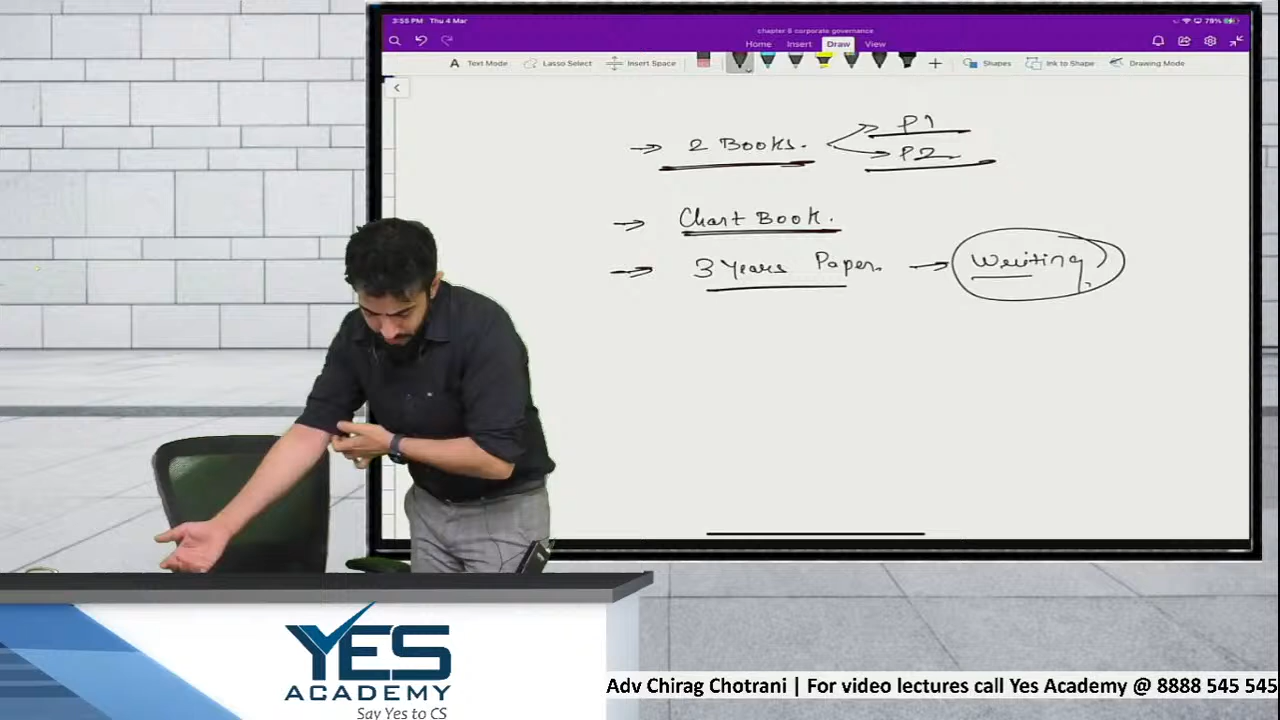 3:55 PM Thu 4 Mar
79%
chapter 8 corporate governance
Home Insert Draw View
Text Mode Lasso Select Insert Space Shapes Ink to Shape Drawing Mode
→ 2 Books. P1
P2
→ Chart Book.
→ 3 Years Paper. → Writing
YES
ACADEMY
Say Yes to CS
Adv Chirag Chotrani | For video lectures call Yes Academy @ 8888 545 545